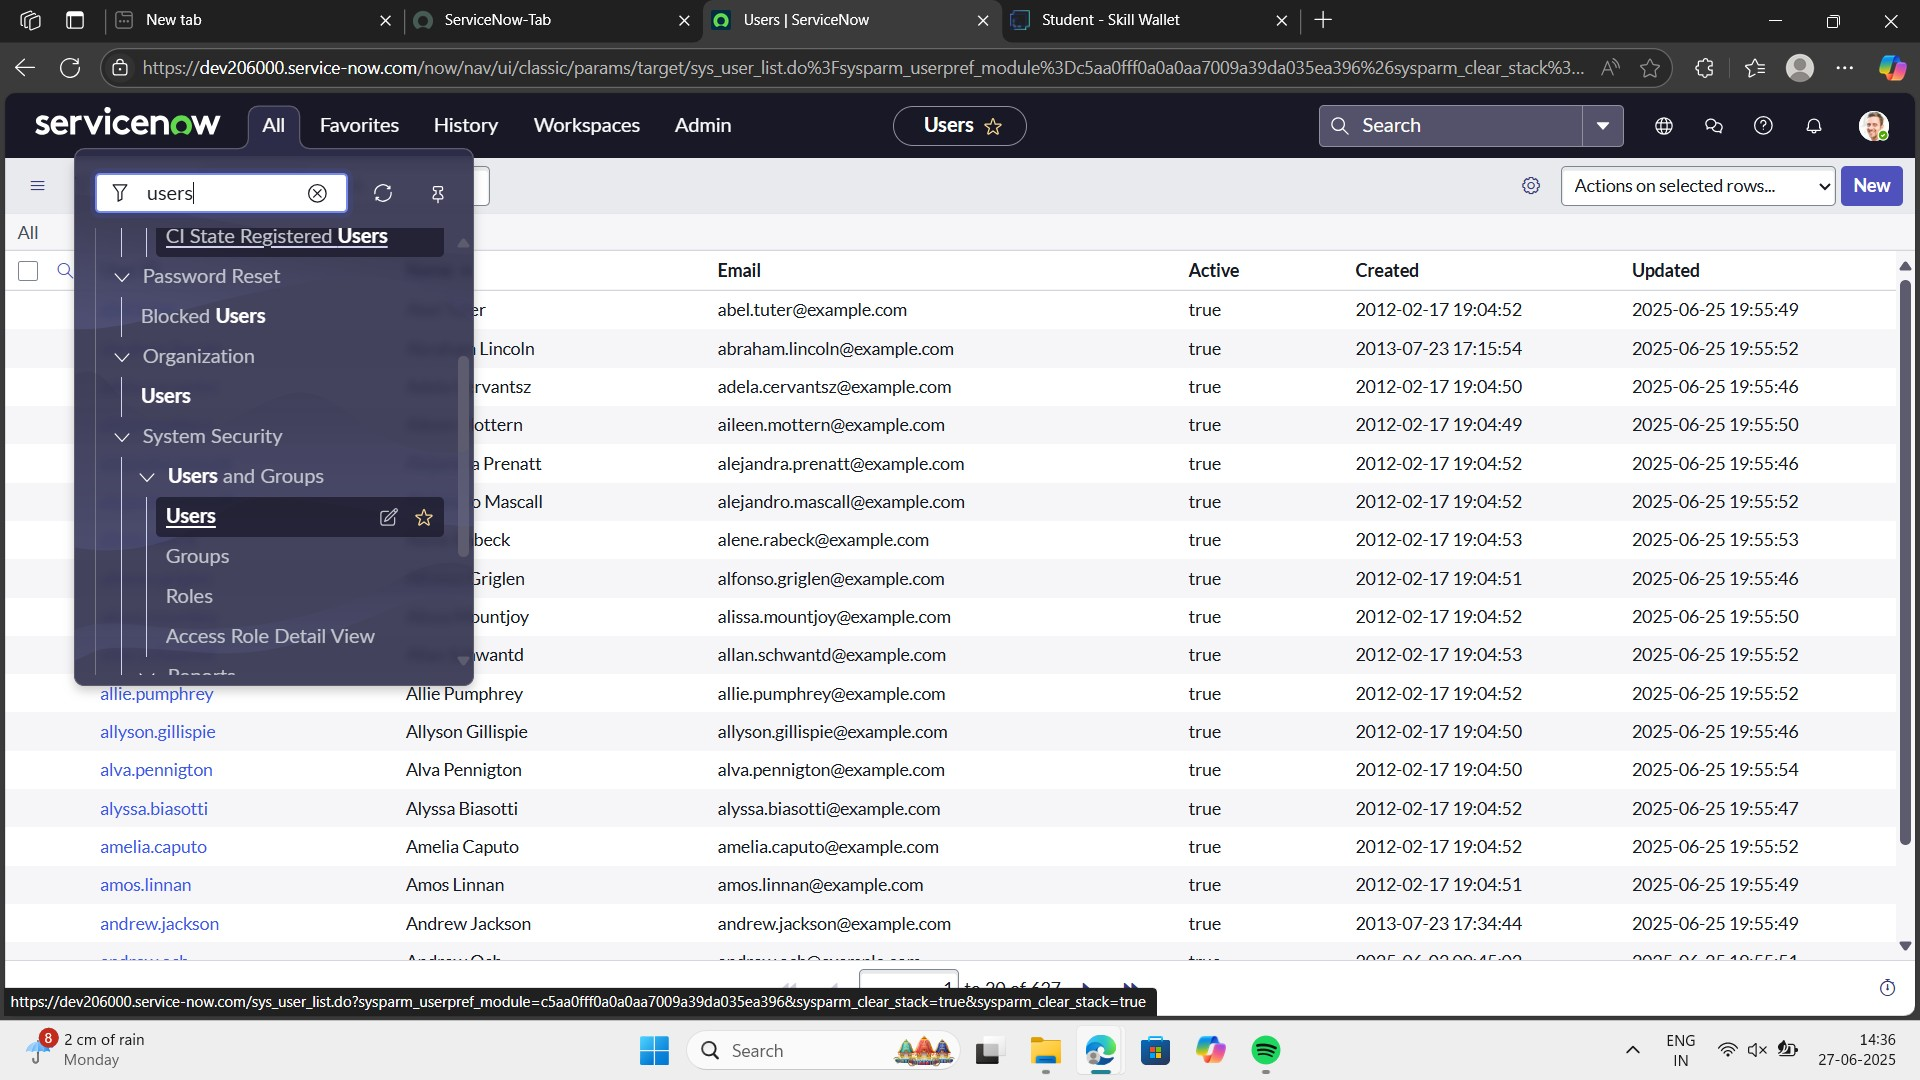 New tab
ServiceNow-Tab
Users | ServiceNow
Student - Skill Wallet
https://dev206000.service-now.com/now/nav/ui/classic/params/target/sys_user_list.do%3Fsysparm_userpref_module%3Dc5aa0fff0a0a0aa7009a39da035ea396%26sysparm_clear_stack%3...
servicenow All Favorites History Workspaces Admin
Users
Search
users
Actions on selected rows...
New
All
CI State Registered Users
Password Reset
Blocked Users
Organization
Users
System Security
Users and Groups
Users
Groups
Roles
Access Role Detail View
Reports
Email Active Created Updated
er abel.tuter@example.com true 2012-02-17 19:04:52 2025-06-25 19:55:49
Lincoln abraham.lincoln@example.com true 2013-07-23 17:15:54 2025-06-25 19:55:52
rvantsz adela.cervantsz@example.com true 2012-02-17 19:04:50 2025-06-25 19:55:46
ottern aileen.mottern@example.com true 2012-02-17 19:04:49 2025-06-25 19:55:50
a Prenatt alejandra.prenatt@example.com true 2012-02-17 19:04:52 2025-06-25 19:55:46
o Mascall alejandro.mascall@example.com true 2012-02-17 19:04:52 2025-06-25 19:55:52
beck alene.rabeck@example.com true 2012-02-17 19:04:53 2025-06-25 19:55:53
Griglen alfonso.griglen@example.com true 2012-02-17 19:04:51 2025-06-25 19:55:46
ountjoy alissa.mountjoy@example.com true 2012-02-17 19:04:52 2025-06-25 19:55:50
wantd allan.schwantd@example.com true 2012-02-17 19:04:53 2025-06-25 19:55:52
allie.pumphrey Allie Pumphrey allie.pumphrey@example.com true 2012-02-17 19:04:52 2025-06-25 19:55:52
allyson.gillispie Allyson Gillispie allyson.gillispie@example.com true 2012-02-17 19:04:50 2025-06-25 19:55:46
alva.pennigton Alva Pennigton alva.pennigton@example.com true 2012-02-17 19:04:50 2025-06-25 19:55:54
alyssa.biasotti Alyssa Biasotti alyssa.biasotti@example.com true 2012-02-17 19:04:52 2025-06-25 19:55:47
amelia.caputo Amelia Caputo amelia.caputo@example.com true 2012-02-17 19:04:52 2025-06-25 19:55:52
amos.linnan Amos Linnan amos.linnan@example.com true 2012-02-17 19:04:51 2025-06-25 19:55:49
andrew.jackson Andrew Jackson andrew.jackson@example.com true 2013-07-23 17:34:44 2025-06-25 19:55:49
1 to 20 of 627
https://dev206000.service-now.com/sys_user_list.do?sysparm_userpref_module=c5aa0fff0a0a0aa7009a39da035ea396&sysparm_clear_stack=true&sysparm_clear_stack=true
8
2 cm of rain
Monday
Search
ENG
IN
14:36
27-06-2025